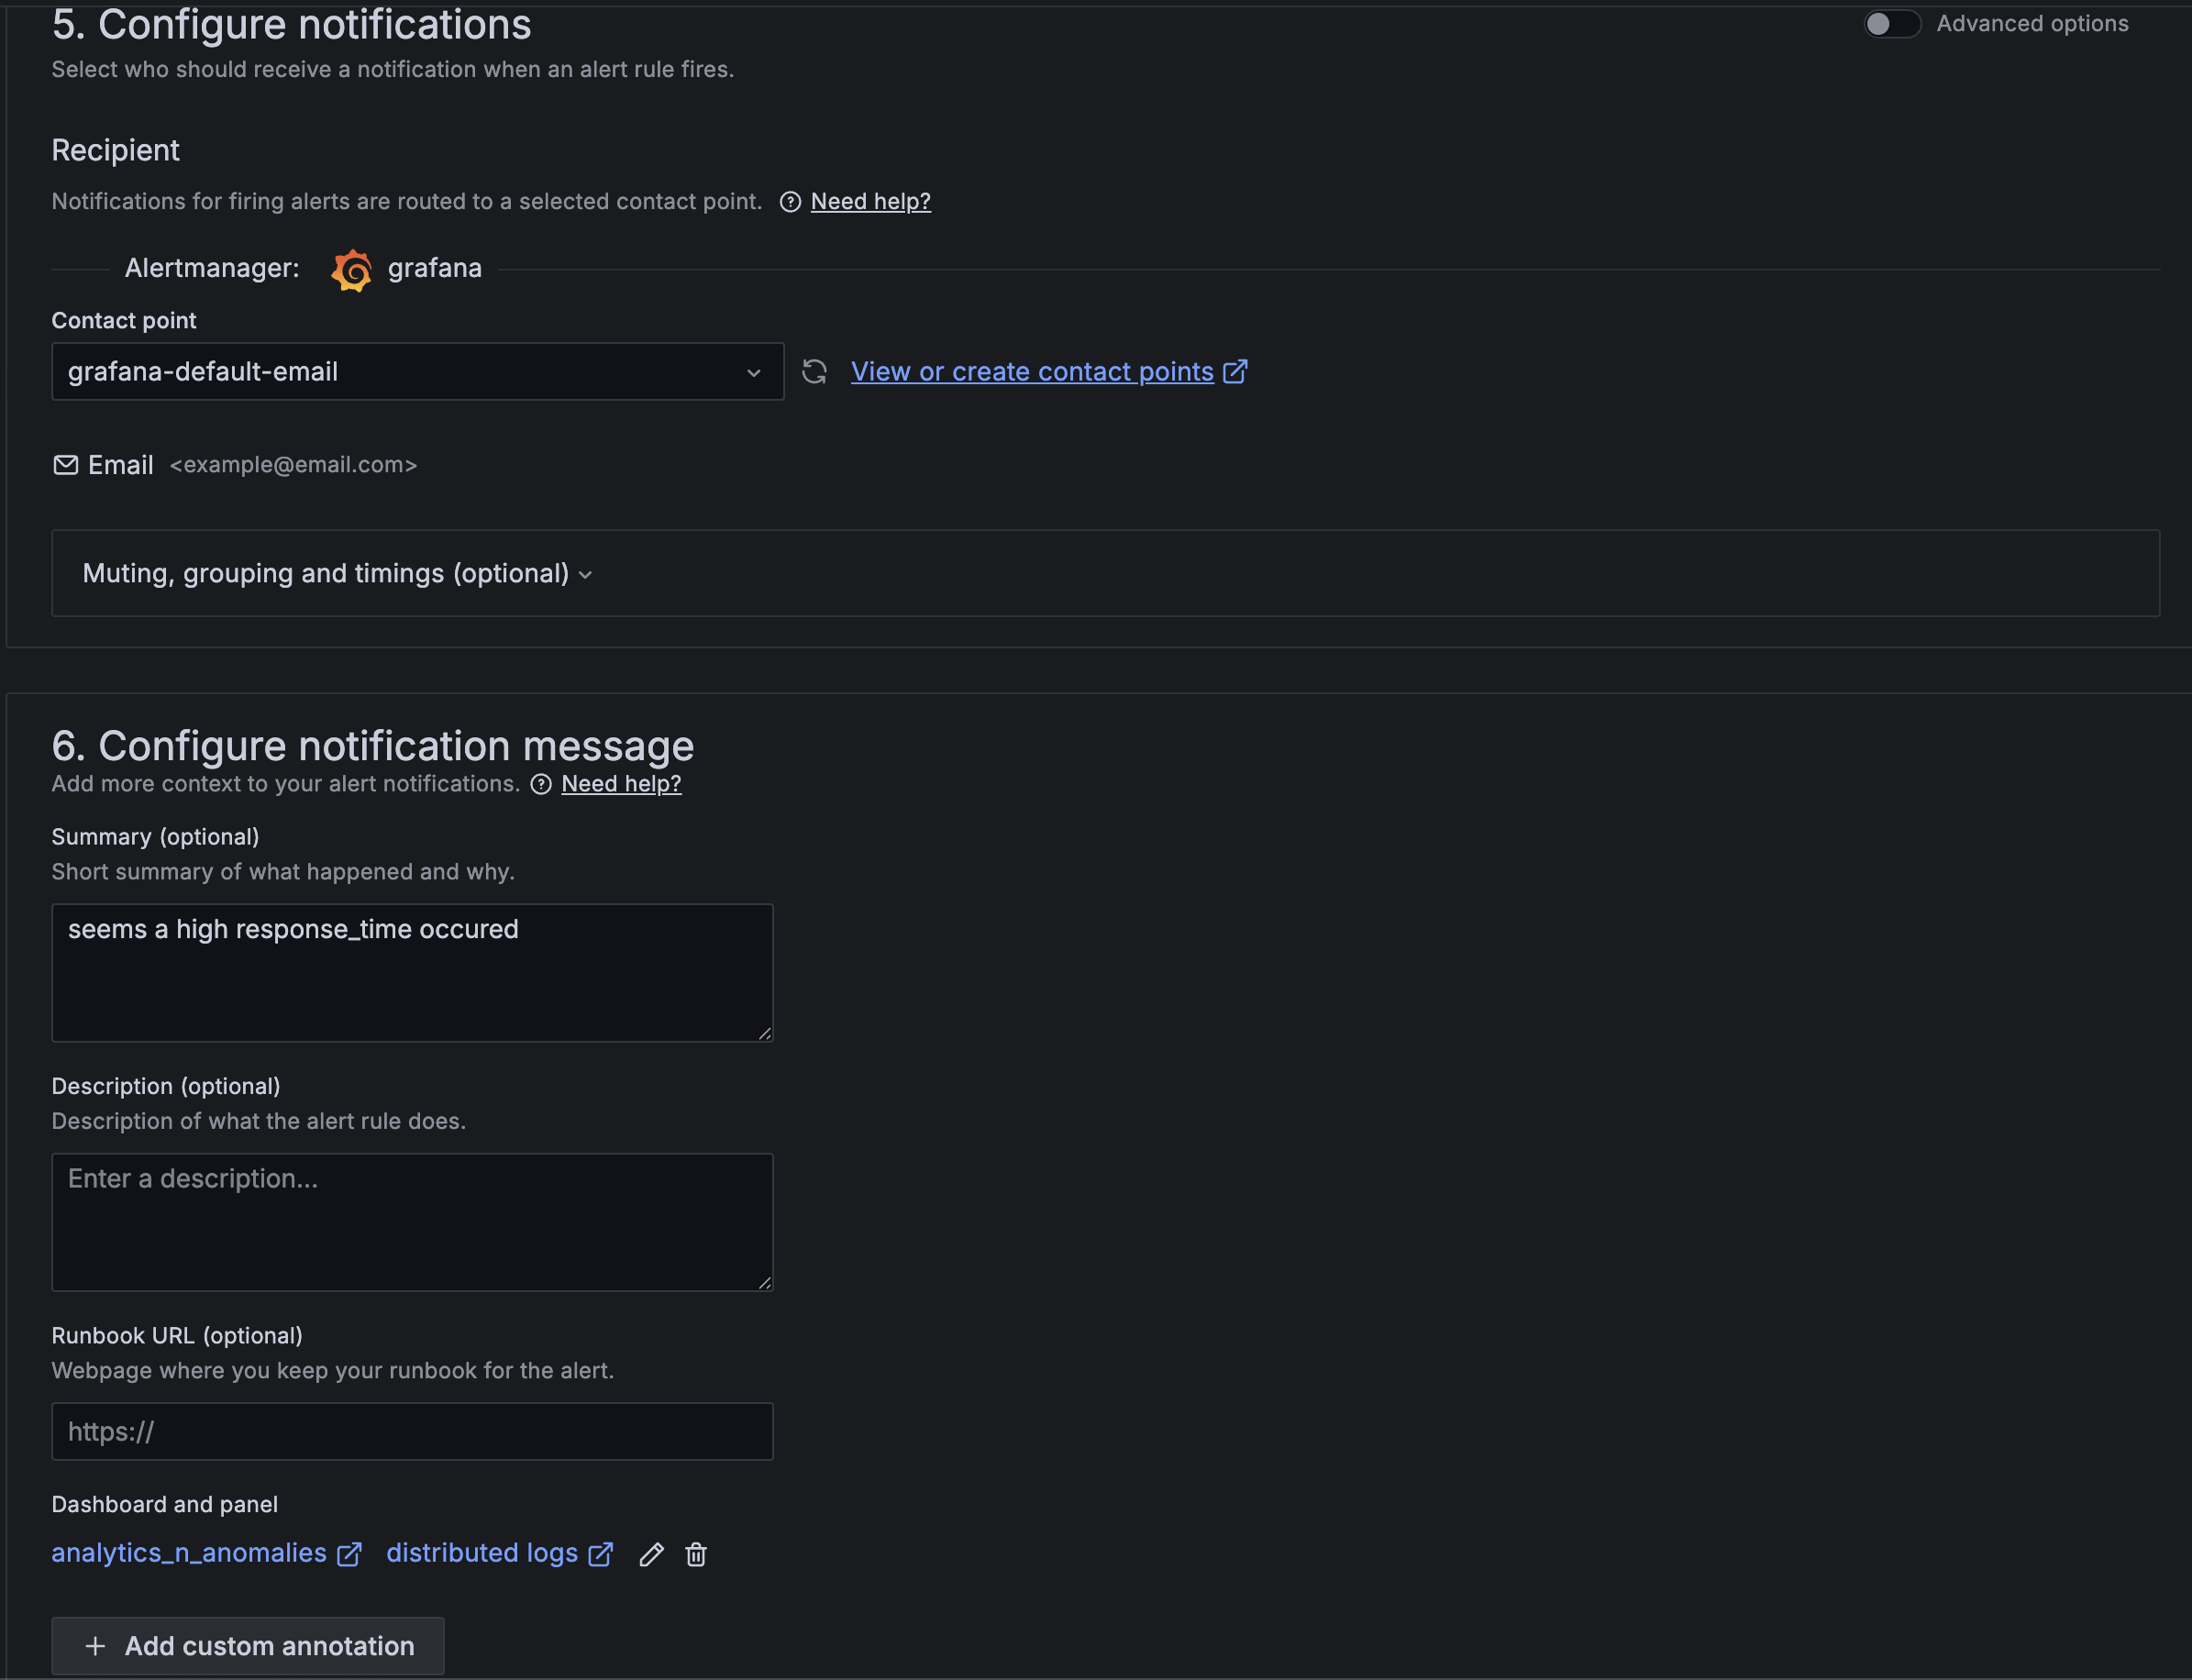 5. Configure notifications
Advanced options
Select who should receive a notification when an alert rule fires.
Recipient
Notifications for firing alerts are routed to a selected contact point. Need help?
Alertmanager: grafana
Contact point
grafana-default-email
View or create contact points
Email <example@email.com>
Muting, grouping and timings (optional)
6. Configure notification message
Add more context to your alert notifications. Need help?
Summary (optional)
Short summary of what happened and why.
seems a high response_time occured
Description (optional)
Description of what the alert rule does.
Enter a description...
Runbook URL (optional)
Webpage where you keep your runbook for the alert.
https://
Dashboard and panel
analytics_n_anomalies distributed logs
+ Add custom annotation